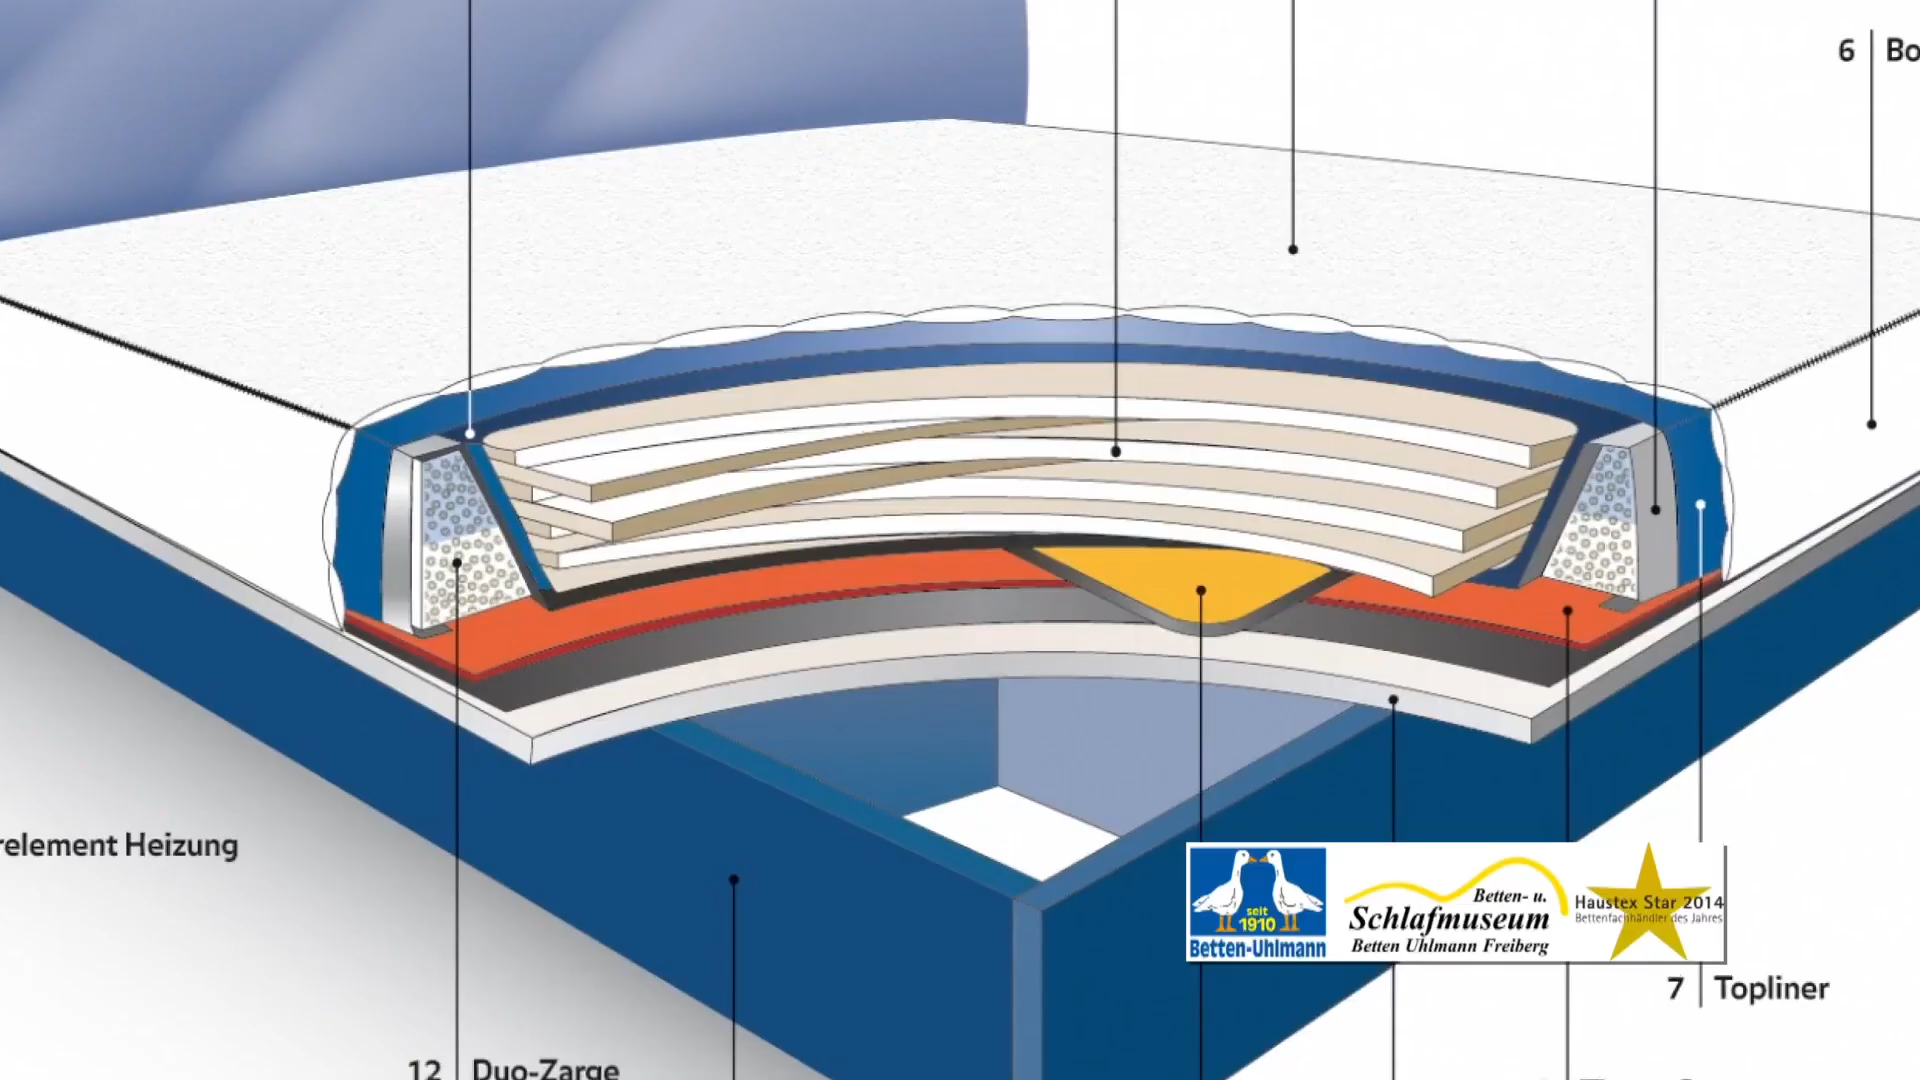 6 Bo
relement Heizung
seit
1910
Betten-Uhlmann
Betten- u.
Schlafmuseum
Betten Uhlmann Freiberg
Haustex Star 2014
Bettenfachhändler des Jahres
7 Topliner
12 Duo-Zarge